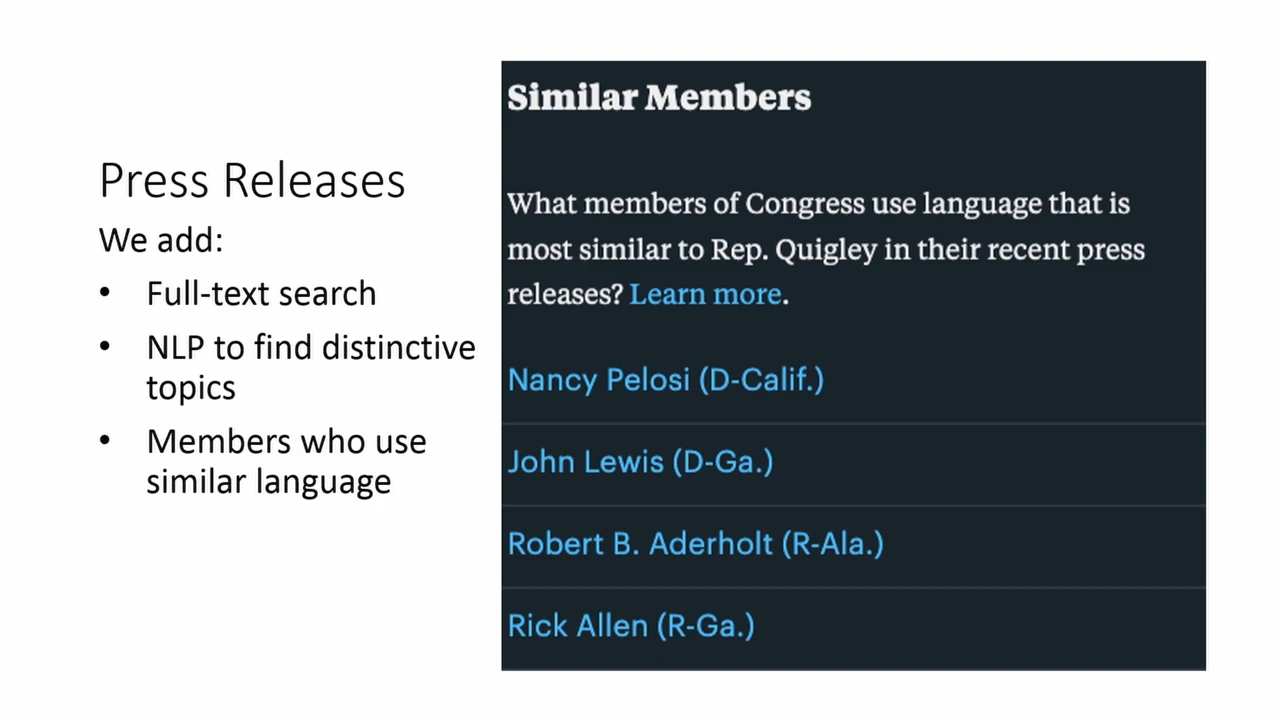 Press Releases
We add:
• Full-text search
• NLP to find distinctive
topics
• Members who use
similar language
Similar Members
What members of Congress use language that is
most similar to Rep. Quigley in their recent press
releases? Learn more.
Nancy Pelosi (D-Calif.)
John Lewis (D-Ga.)
Robert B. Aderholt (R-Ala.)
Rick Allen (R-Ga.)